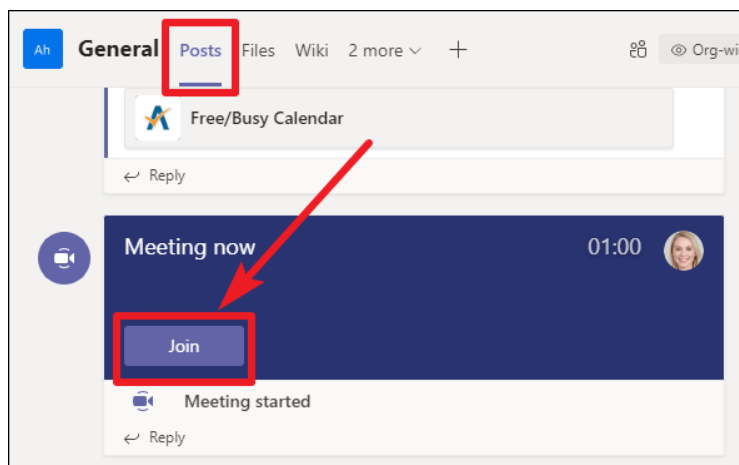 Ah General Posts Files Wiki 2 more Org-wi
Free/Busy Calendar
Reply
Meeting now 01:00
Join
Meeting started
Reply